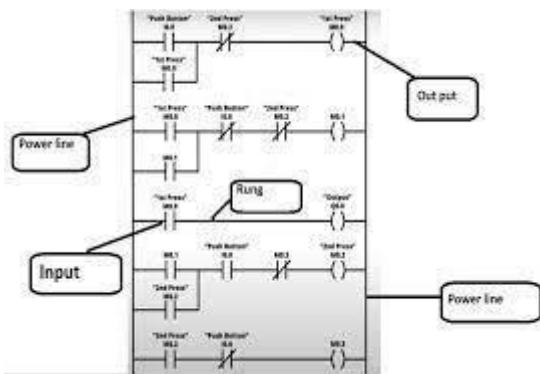 "Push Button" "2nd Press" "1st Press"
I0.0 M0.2 M0.0
"1st Press"
M0.0
Out put
"1st Press" "Push Button" "2nd Press"
M0.0 I0.0 M0.2 M0.1
Power line
M0.1
Rung
"1st Press" "Output"
M0.0 Q0.0
Input
"Push Button" "2nd Press"
M0.1 I0.0 M0.3 M0.2
"2nd Press"
M0.2
Power line
"2nd Press" "Push Button"
M0.2 I0.0 M0.3